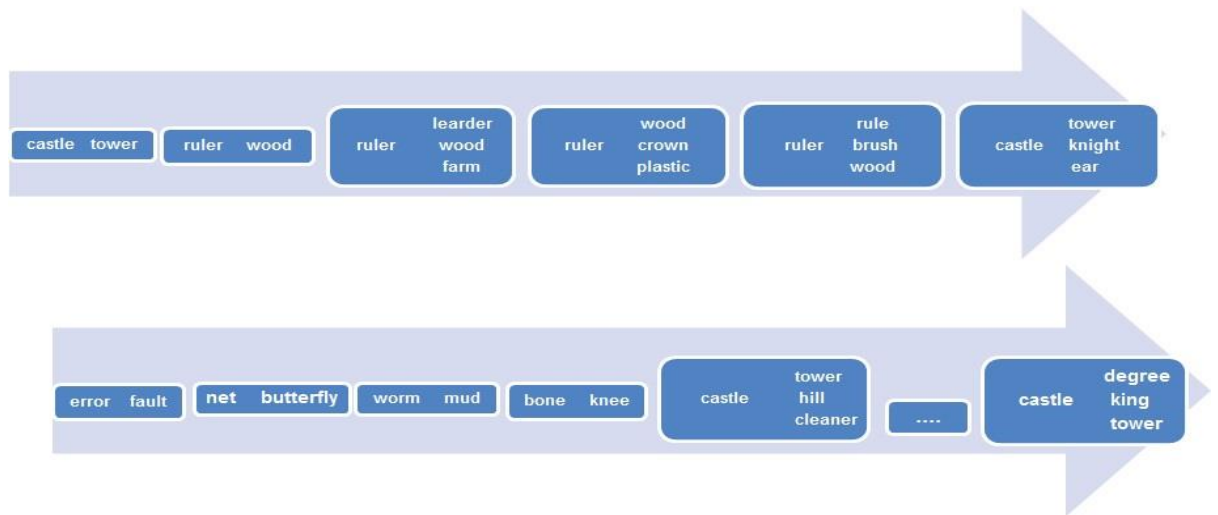 castle tower
ruler wood
ruler
learder
wood
farm
ruler
wood
crown
plastic
ruler
rule
brush
wood
castle
tower
knight
ear
error fault
net butterfly
worm mud
bone knee
castle
tower
hill
cleaner
....
castle
degree
king
tower